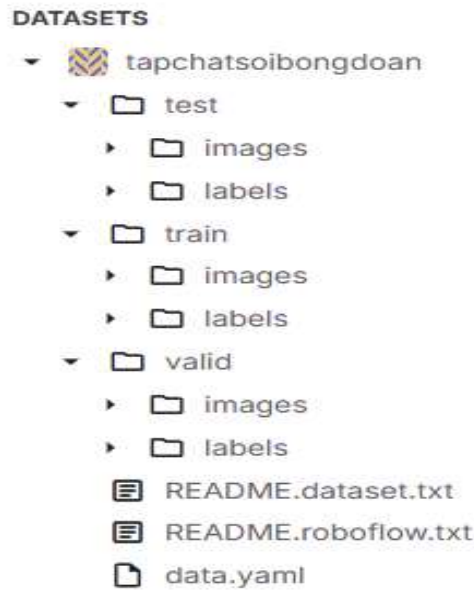 DATASETS
tapchatsoibongdoan
test
images
labels
train
images
labels
valid
images
labels
README.dataset.txt
README.roboflow.txt
data.yaml